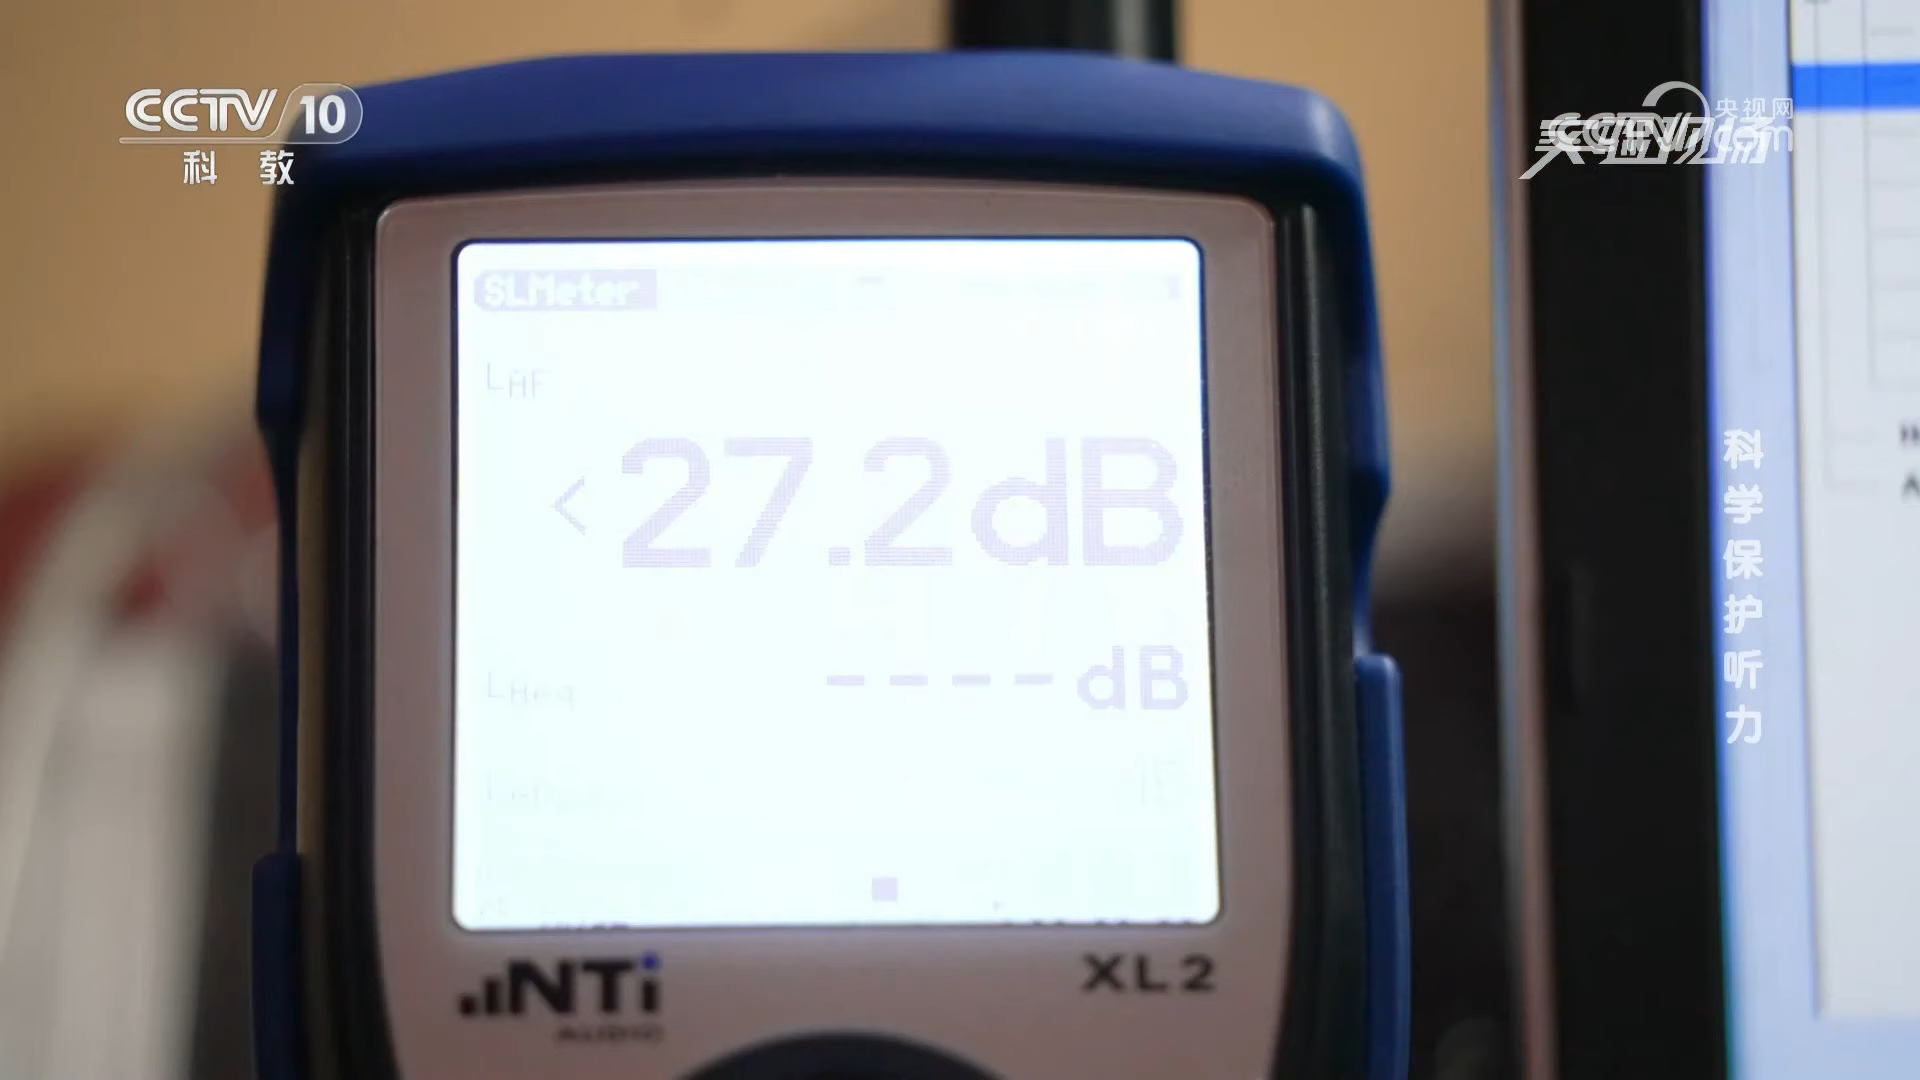 CCTV 10
科教
央视网
SLMeter
LAF
< 27.2dB
LAeq
----dB
NTi
AUDIO
XL2
科学保护听力